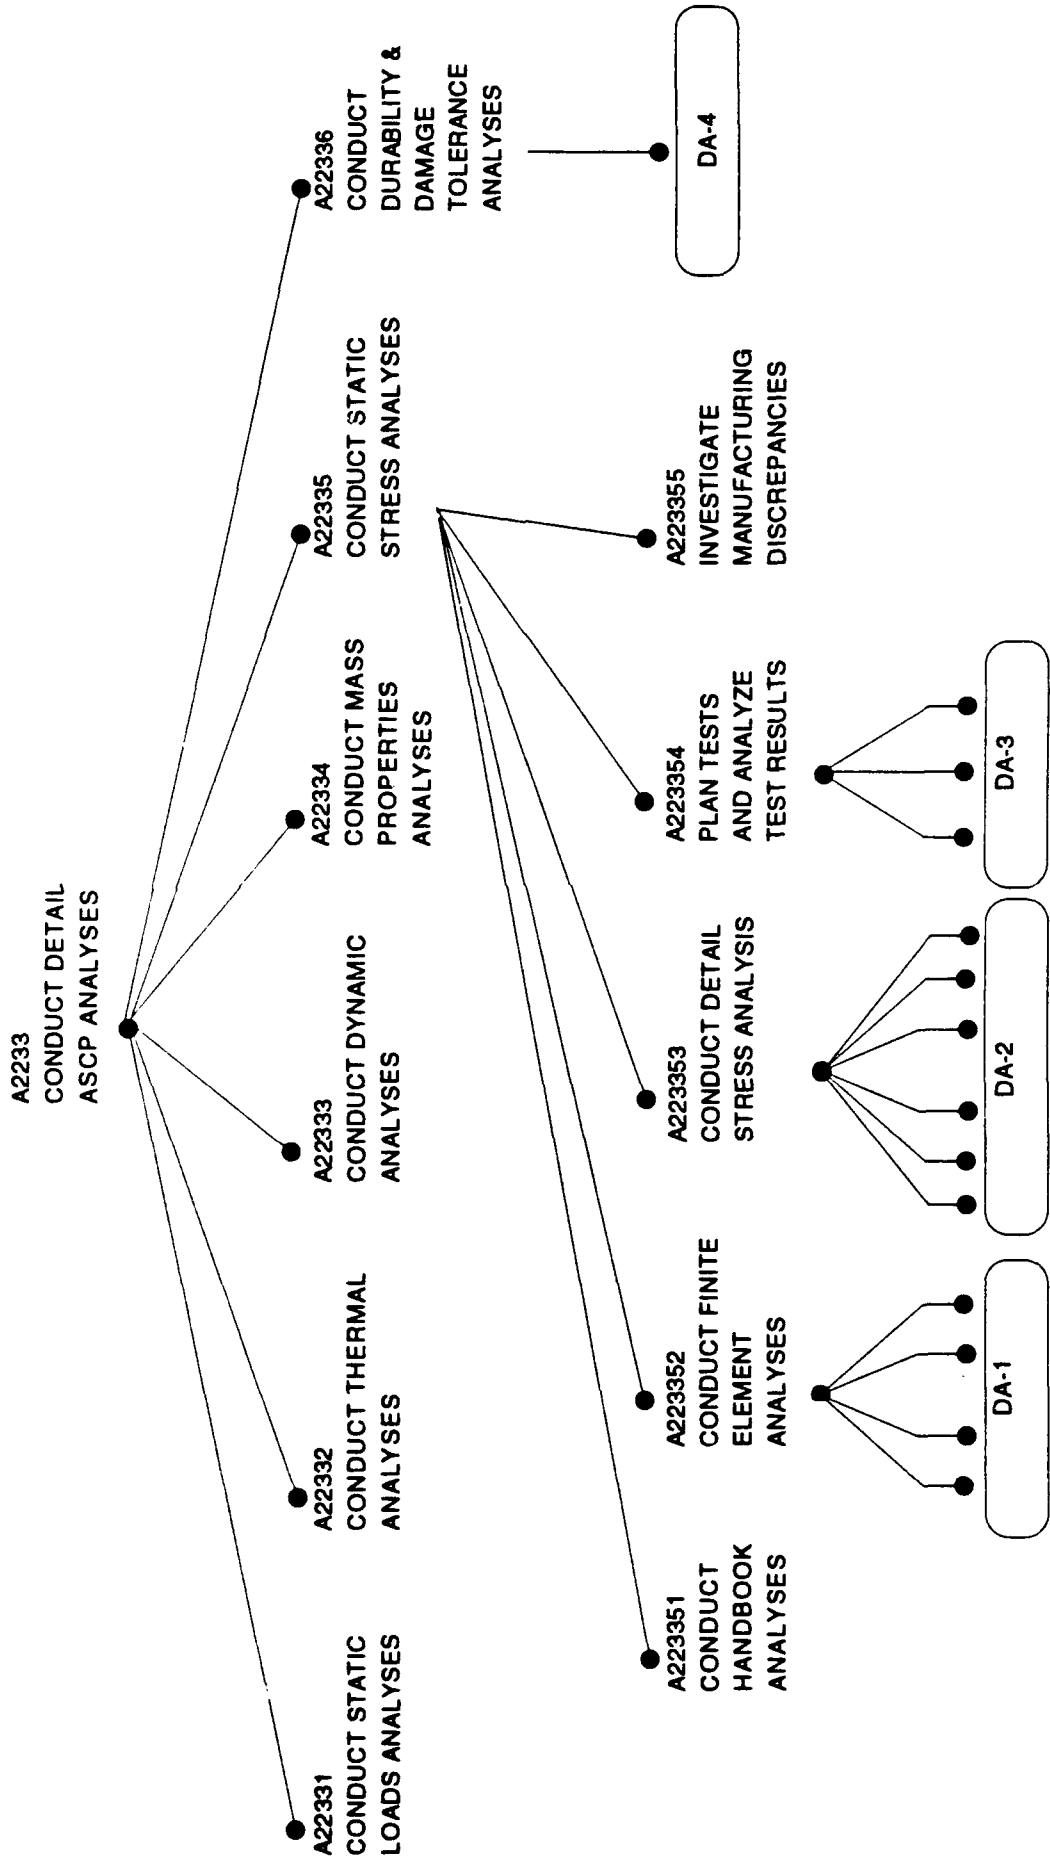 A2233
CONDUCT DETAIL
ASCP ANALYSES
A22331
CONDUCT STATIC
LOADS ANALYSES
A22332
CONDUCT THERMAL
ANALYSES
A22333
CONDUCT DYNAMIC
ANALYSES
A22334
CONDUCT MASS
PROPERTIES
ANALYSES
A22335
CONDUCT STATIC
STRESS ANALYSES
A22336
CONDUCT
DURABILITY &
DAMAGE
TOLERANCE
ANALYSES
A223351
CONDUCT
HANDBOOK
ANALYSES
A223352
CONDUCT FINITE
ELEMENT
ANALYSES
A223353
CONDUCT DETAIL
STRESS ANALYSIS
A223354
PLAN TESTS
AND ANALYZE
TEST RESULTS
A223355
INVESTIGATE
MANUFACTURING
DISCREPANCIES
DA-4
DA-1
DA-2
DA-3